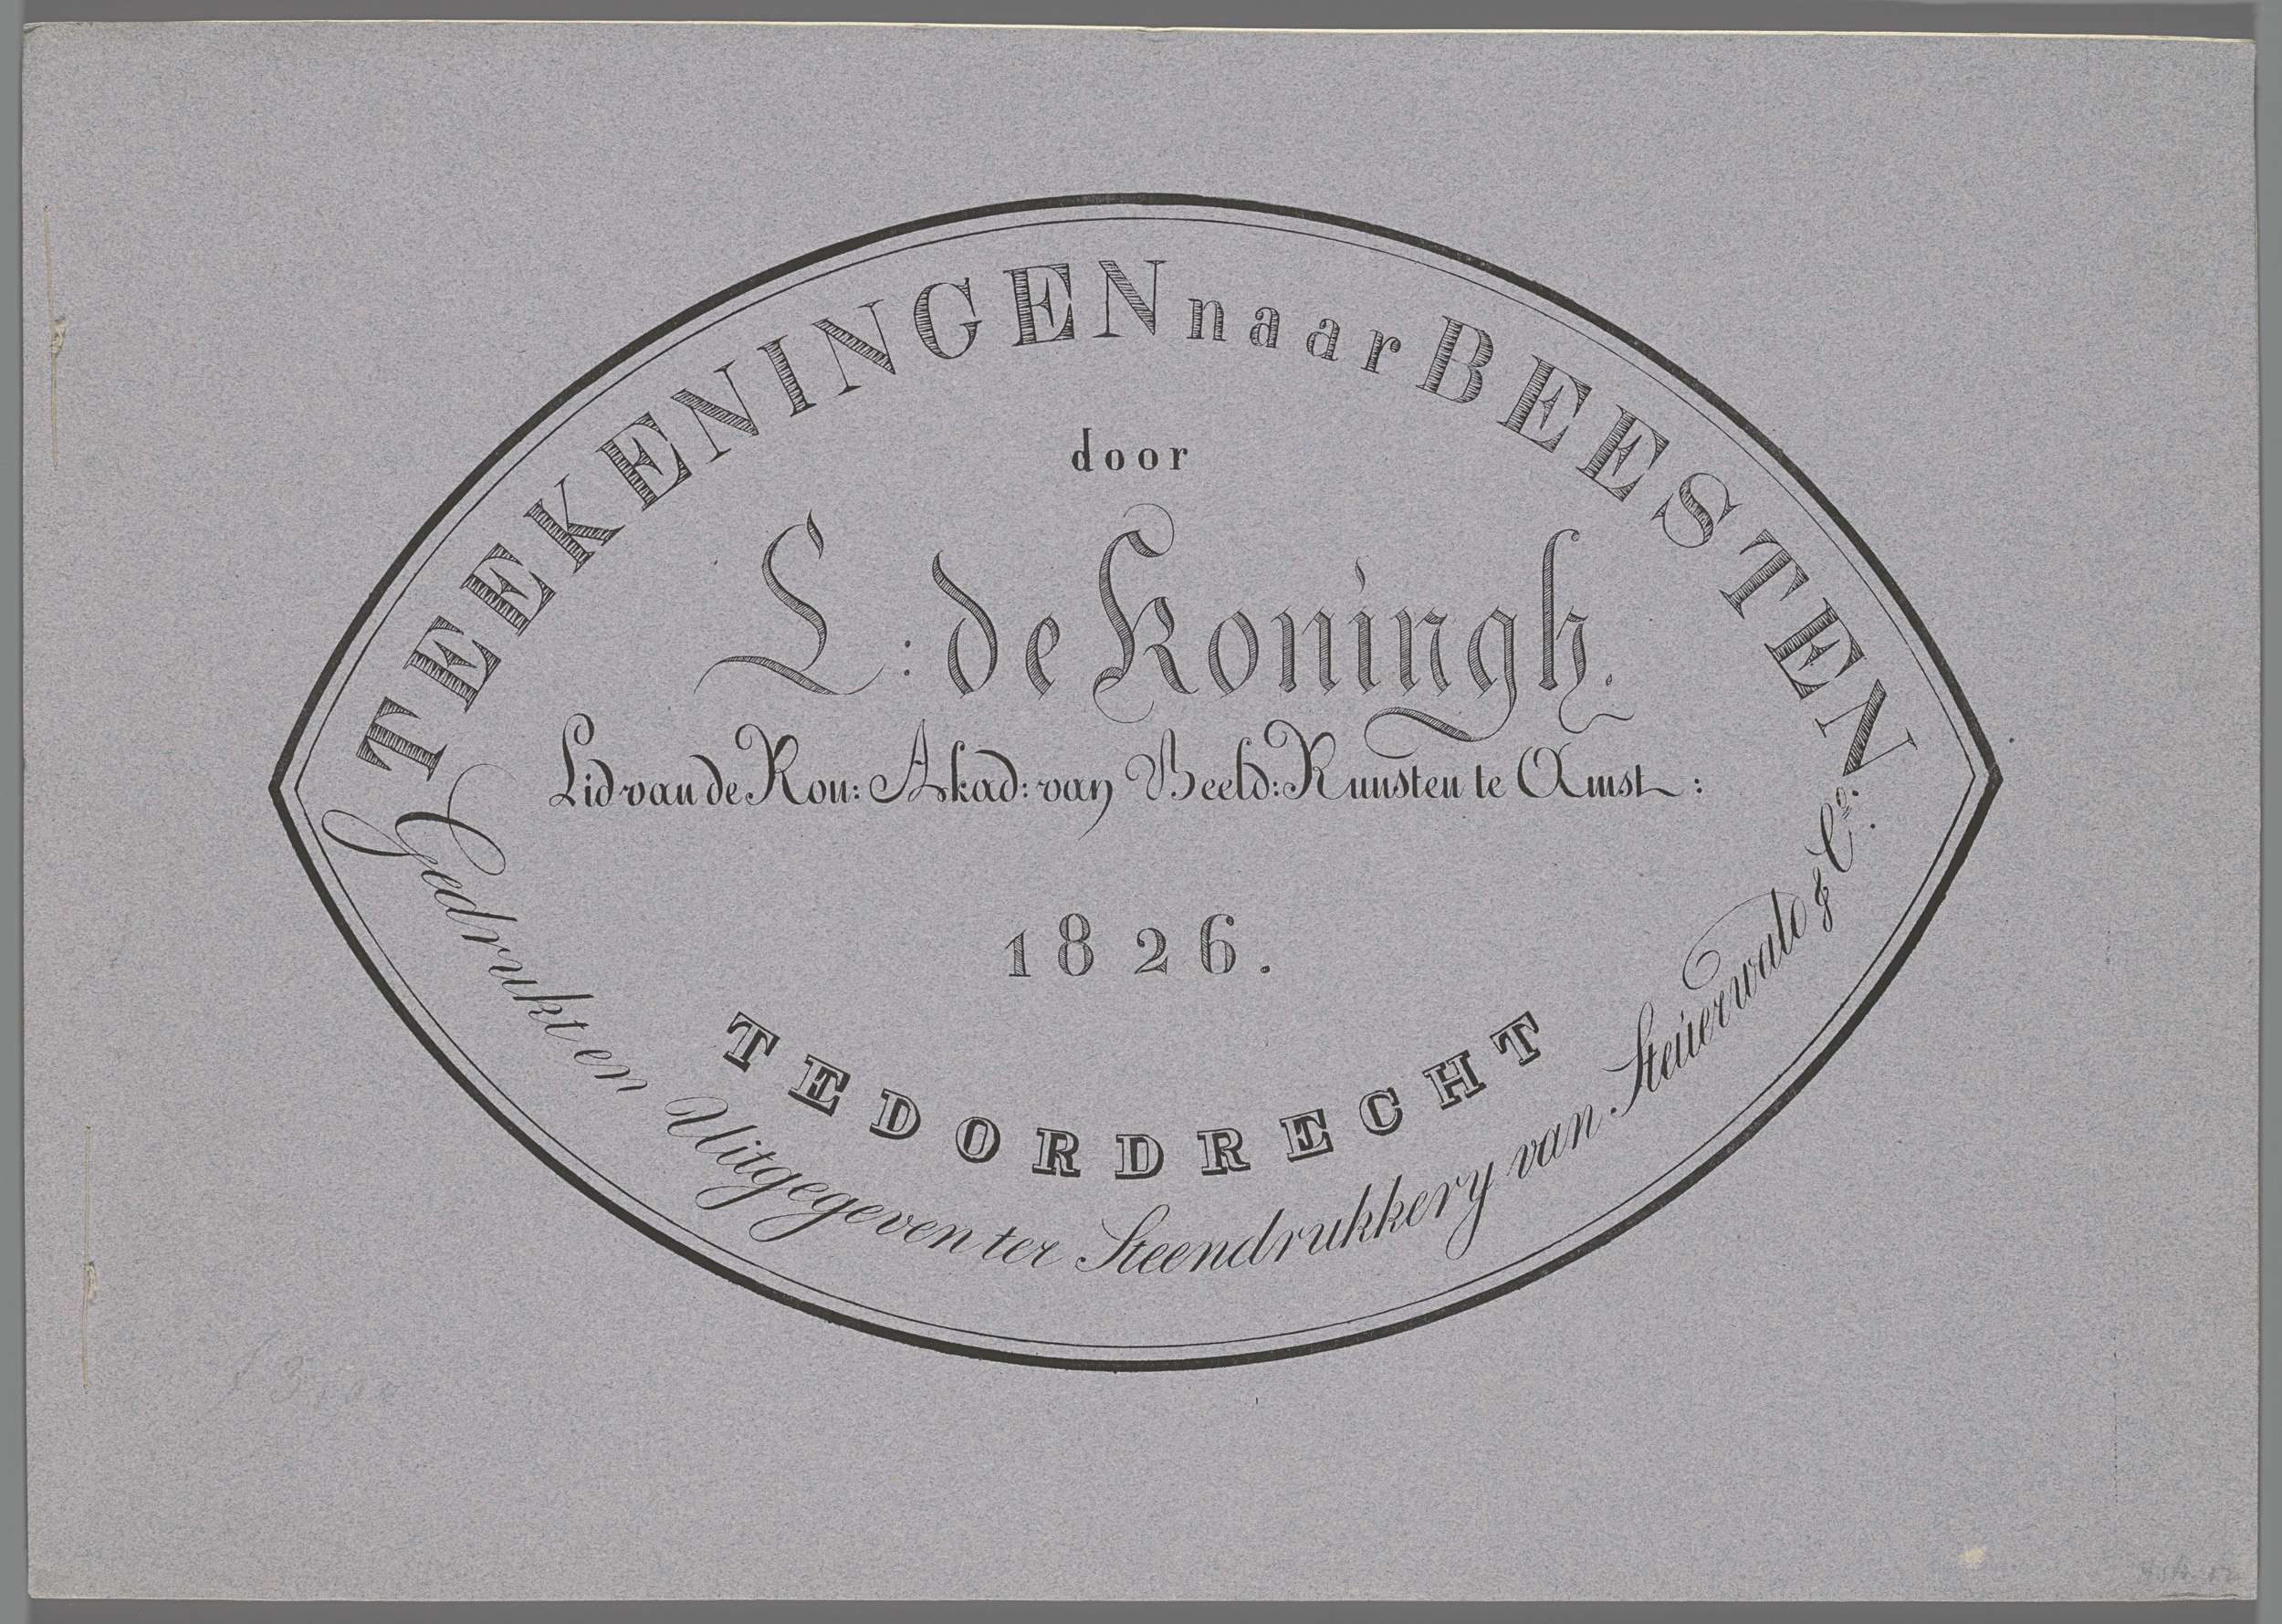 TEEKENINGEN naar BEESTEN
door
L: de Koningh.
Lid van de Kon: Akad: van Beeld: Kunsten te Amst:
1826.
TE DORDRECHT
Gedrukt en Uitgegeven ter Steendrukkery van Steuerwald & Co.